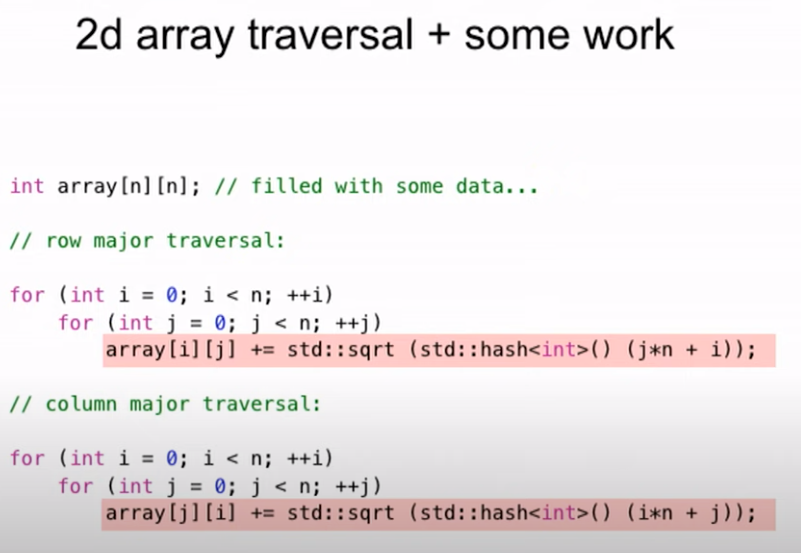 2d array traversal + some work
int array[n][n]; // filled with some data...
// row major traversal:
for (int i = 0; i < n; ++i)
for (int j = 0; j < n; ++j)
array[i][j] += std::sqrt (std::hash<int>() (j*n + i));
// column major traversal:
for (int i = 0; i < n; ++i)
for (int j = 0; j < n; ++j)
array[j][i] += std::sqrt (std::hash<int>() (i*n + j));